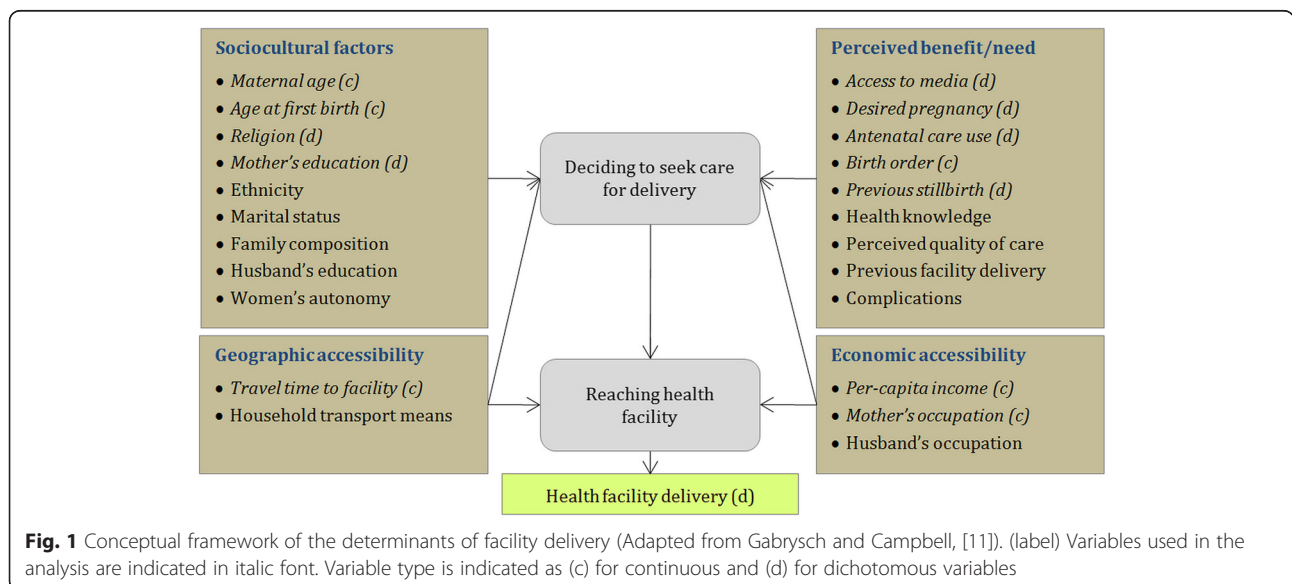 Sociocultural factors
• Maternal age (c)
• Age at first birth (c)
• Religion (d)
• Mother's education (d)
• Ethnicity
• Marital status
• Family composition
• Husband's education
• Women's autonomy
Geographic accessibility
• Travel time to facility (c)
• Household transport means
Deciding to seek care
for delivery
Reaching health
facility
Health facility delivery (d)
Perceived benefit/need
• Access to media (d)
• Desired pregnancy (d)
• Antenatal care use (d)
• Birth order (c)
• Previous stillbirth (d)
• Health knowledge
• Perceived quality of care
• Previous facility delivery
• Complications
Economic accessibility
• Per-capita income (c)
• Mother's occupation (c)
• Husband's occupation
Fig. 1 Conceptual framework of the determinants of facility delivery (Adapted from Gabrysch and Campbell, [11]). (label) Variables used in the
analysis are indicated in italic font. Variable type is indicated as (c) for continuous and (d) for dichotomous variables